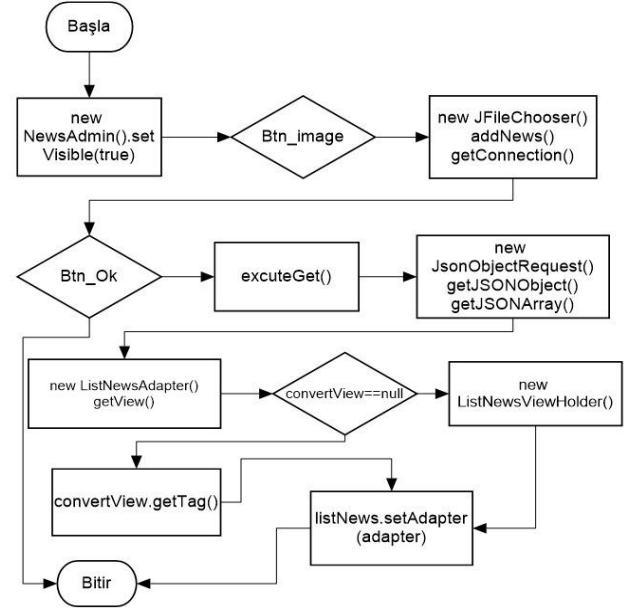 Başla
new
NewsAdmin().set
Visible(true)
Btn_image
new JFileChooser()
addNews()
getConnection()
Btn_Ok
excuteGet()
new
JsonObjectRequest()
getJSONObject()
getJSONArray()
new ListNewsAdapter()
getView()
convertView==null
new
ListNewsViewHolder()
convertView.getTag()
listNews.setAdapter
(adapter)
Bitir